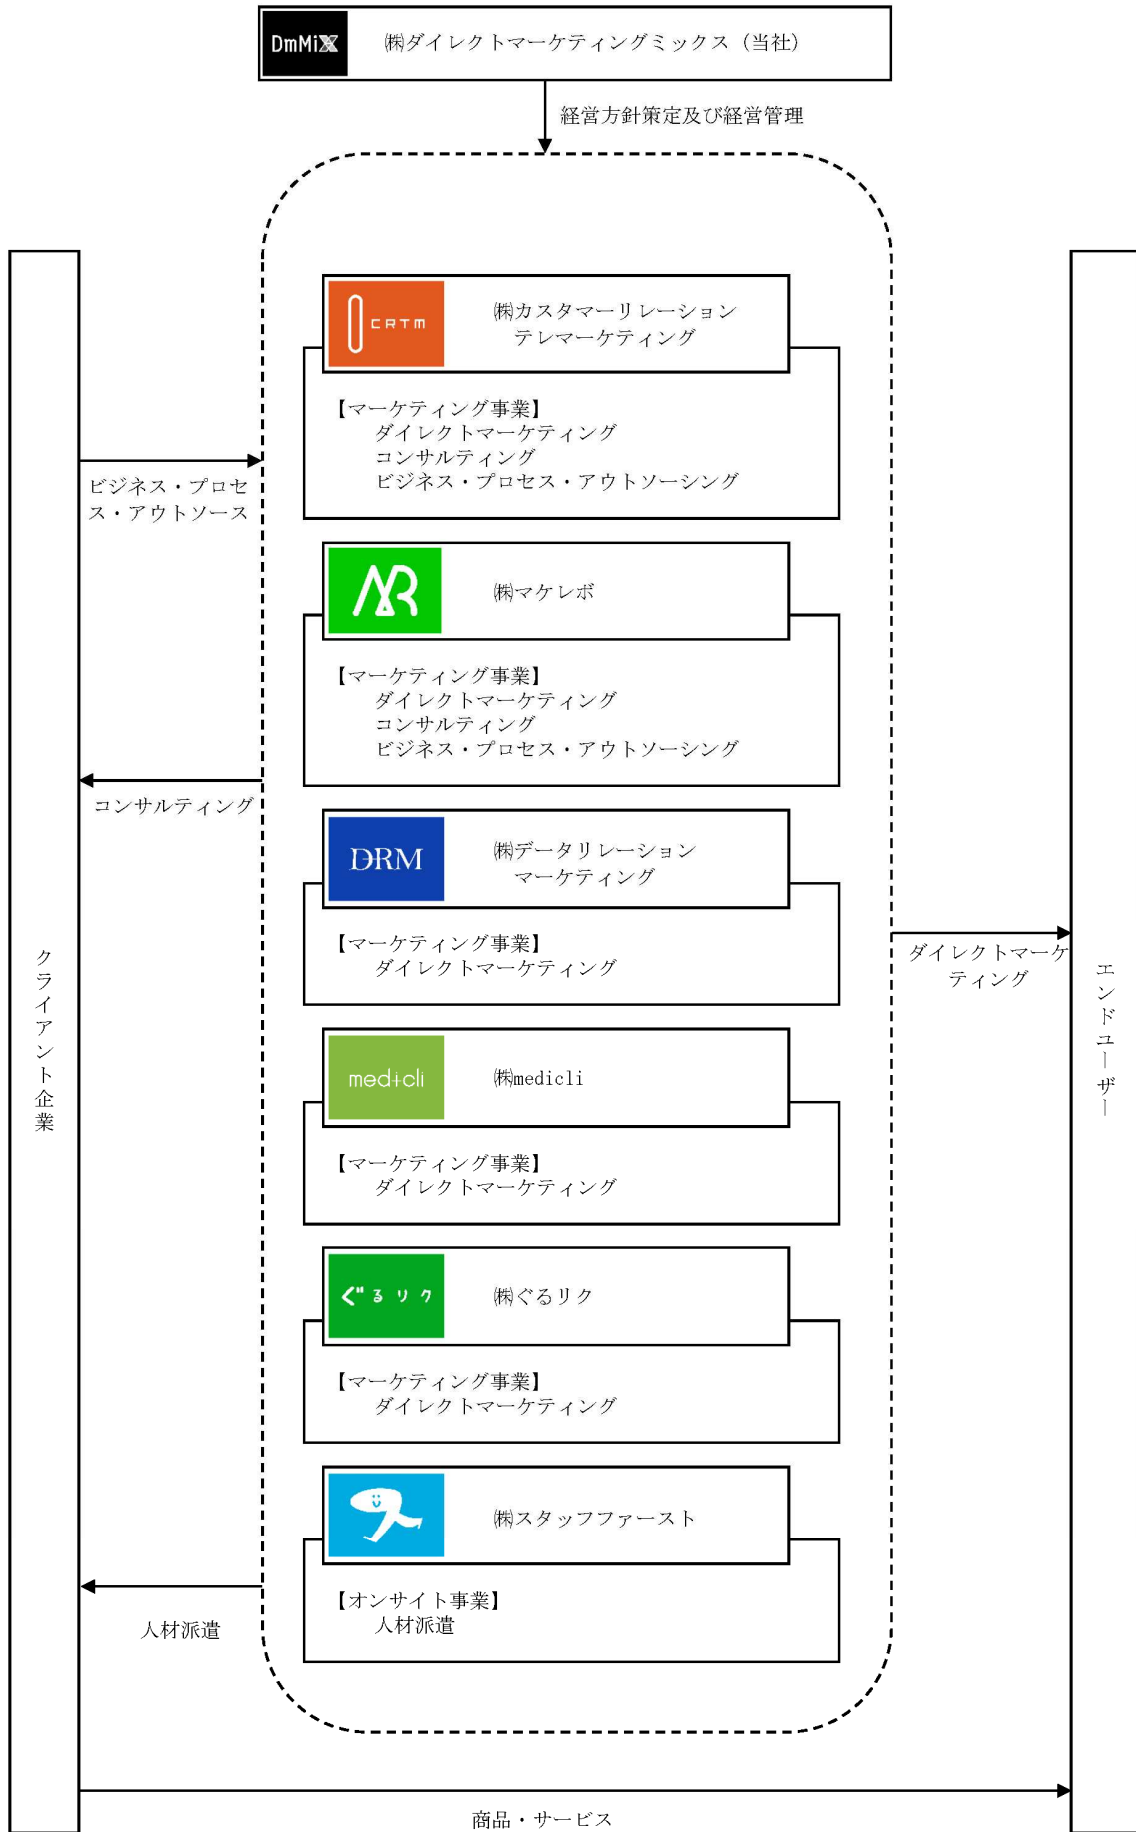 DmMiX ㈱ダイレクトマーケティングミックス（当社）
経営方針策定及び経営管理
CRTM
㈱カスタマーリレーション
テレマーケティング
【マーケティング事業】
ダイレクトマーケティング
コンサルティング
ビジネス・プロセス・アウトソーシング
ビジネス・プロセ
ス・アウトソース
MR
㈱マケレボ
【マーケティング事業】
ダイレクトマーケティング
コンサルティング
ビジネス・プロセス・アウトソーシング
コンサルティング
DRM
㈱データリレーション
マーケティング
【マーケティング事業】
ダイレクトマーケティング
ダイレクトマーケ
ティング
クライアント企業
エンドユーザー
medicli
㈱medicli
【マーケティング事業】
ダイレクトマーケティング
ぐるリク
㈱ぐるリク
【マーケティング事業】
ダイレクトマーケティング
㈱スタッフファースト
【オンサイト事業】
人材派遣
人材派遣
商品・サービス